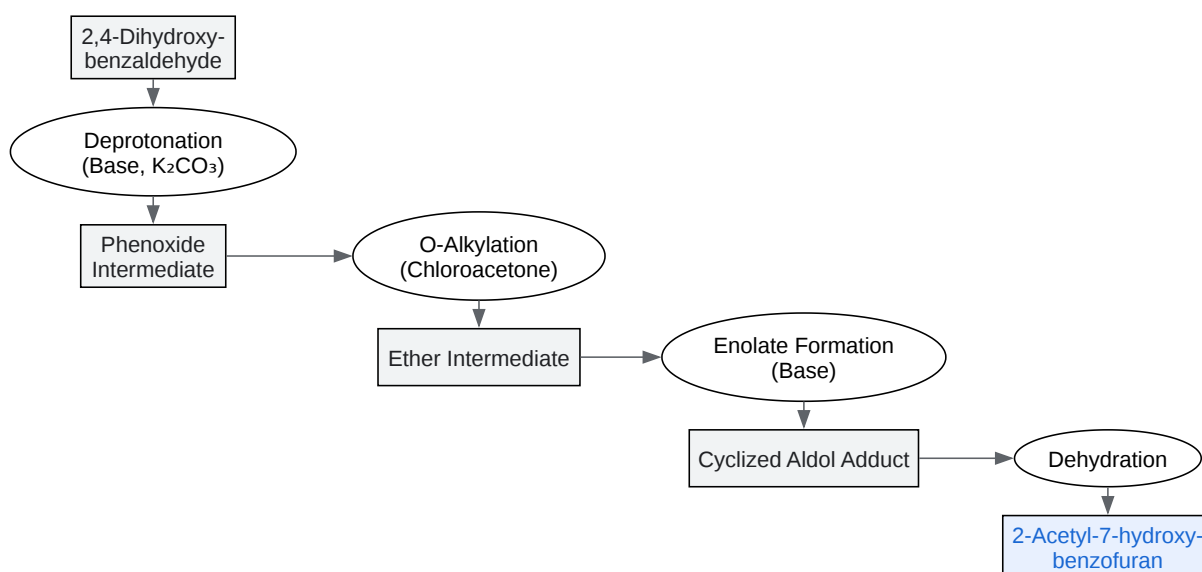 2,4-Dihydroxy-
benzaldehyde
Deprotonation
(Base, K₂CO₃)
Phenoxide
Intermediate
O-Alkylation
(Chloroacetone)
Ether Intermediate
Enolate Formation
(Base)
Cyclized Aldol Adduct
Dehydration
2-Acetyl-7-hydroxy-
benzofuran